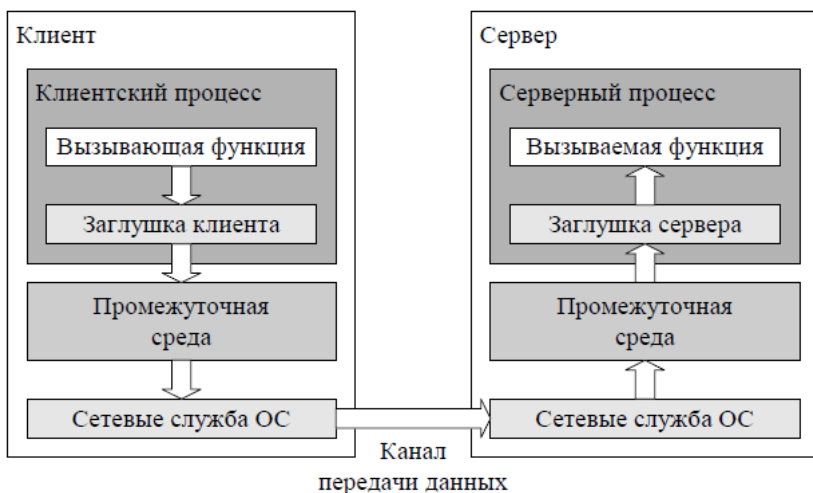 Клиент
Клиентский процесс
Вызывающая функция
Заглушка клиента
Промежуточная
среда
Сетевые служба ОС
Сервер
Серверный процесс
Вызываемая функция
Заглушка сервера
Промежуточная
среда
Сетевые служба ОС
Канал
передачи данных